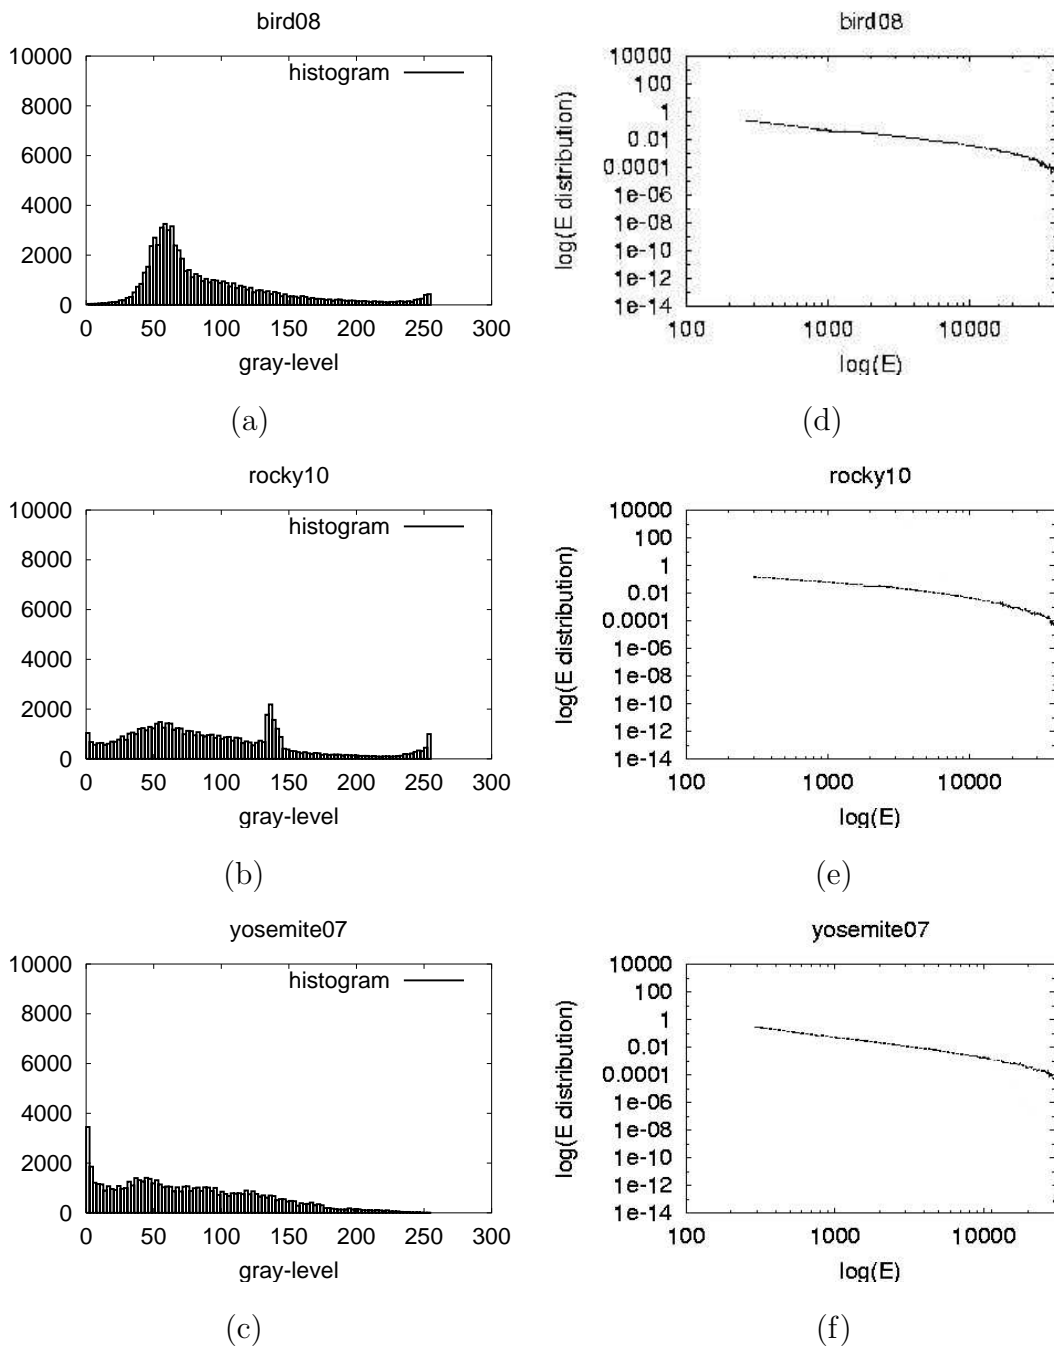 bird08
10000
8000
6000
4000
2000
0
histogram
0 50 100 150 200 250 300
gray-level
(a)
bird08
10000
100
1
0.01
0.0001
1e-06
1e-08
1e-10
1e-12
1e-14
log(E distribution)
100 1000 10000
log(E)
(d)
rocky10
10000
8000
6000
4000
2000
0
histogram
0 50 100 150 200 250 300
gray-level
(b)
rocky10
10000
100
1
0.01
0.0001
1e-06
1e-08
1e-10
1e-12
1e-14
log(E distribution)
100 1000 10000
log(E)
(e)
yosemite07
10000
8000
6000
4000
2000
0
histogram
0 50 100 150 200 250 300
gray-level
(c)
yosemite07
10000
100
1
0.01
0.0001
1e-06
1e-08
1e-10
1e-12
1e-14
log(E distribution)
100 1000 10000
log(E)
(f)